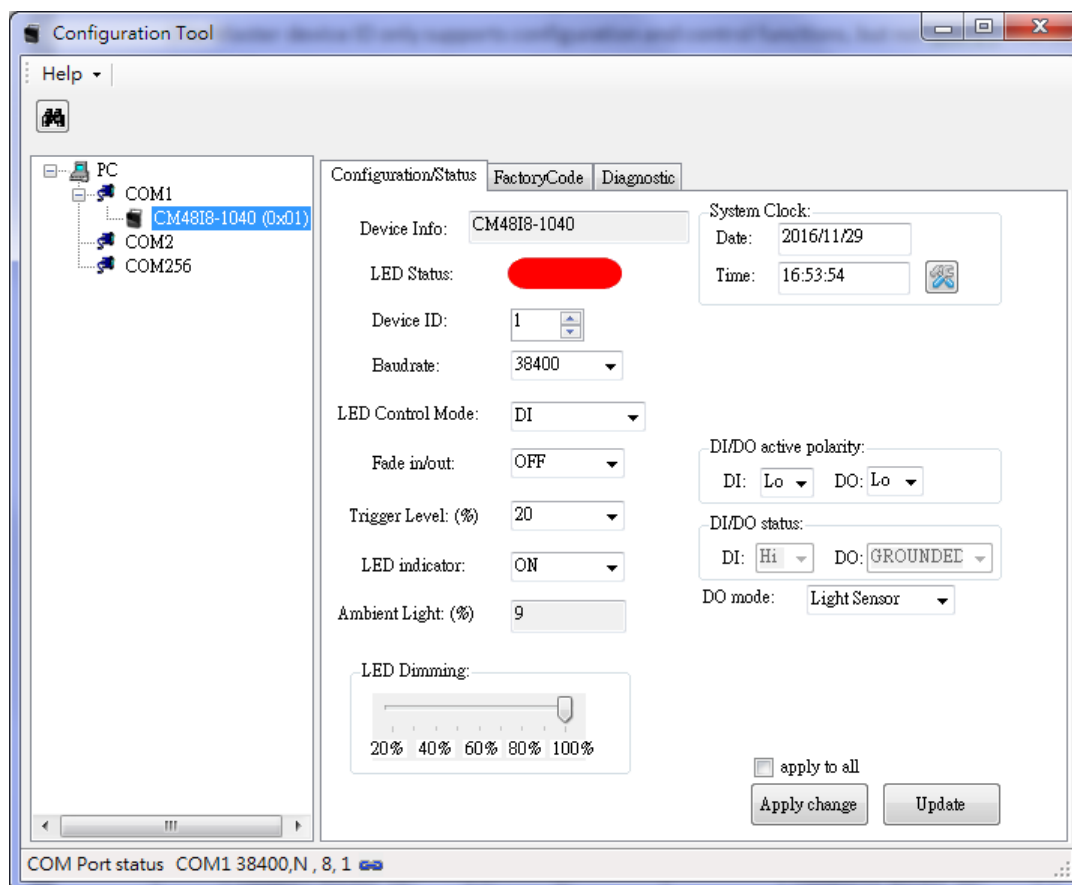 Configuration Tool
Help
PC
COM1
CM48I8-1040 (0x01)
COM2
COM256
Configuration/Status FactoryCode Diagnostic
Device Info: CM48I8-1040
LED Status:
Device ID: 1
Baudrate: 38400
LED Control Mode: DI
Fade in/out: OFF
Trigger Level: (%) 20
LED indicator: ON
Ambient Light: (%) 9
LED Dimming:
20% 40% 60% 80% 100%
System Clock:
Date: 2016/11/29
Time: 16:53:54
DI/DO active polarity:
DI: Lo DO: Lo
DI/DO status:
DI: Hi DO: GROUNDED
DO mode: Light Sensor
apply to all
Apply change Update
COM Port status COM1 38400,N , 8, 1